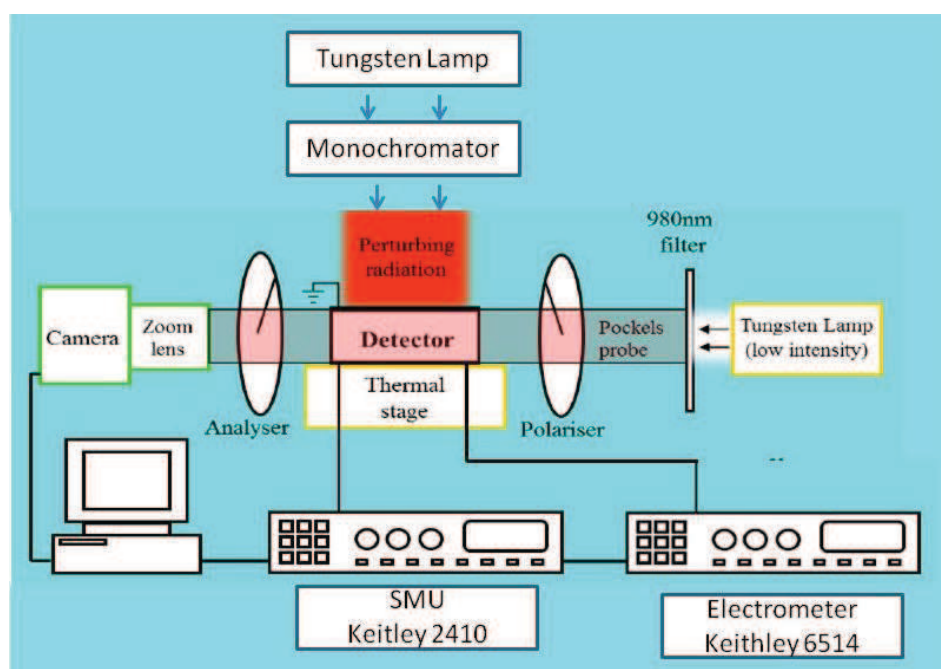 Tungsten Lamp
Monochromator
Perturbing
radiation
980nm
filter
Camera
Zoom
lens
Detector
Pockels
probe
Tungsten Lamp
(low intensity)
Thermal
stage
Analyser
Polariser
SMU
Keitley 2410
Electrometer
Keithley 6514